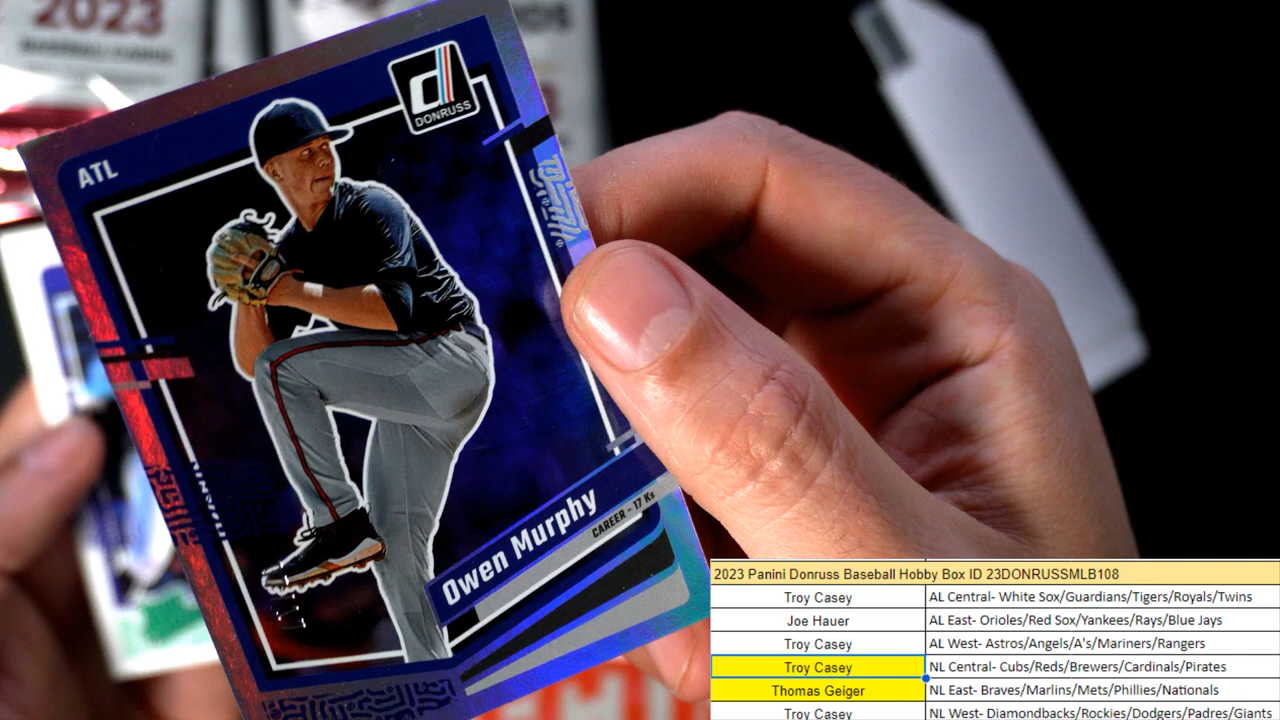 2023
BASEBALL CARDS
ATL
DONRUSS
Owen Murphy
CAREER - 17 Ks
2023 Panini Donruss Baseball Hobby Box ID 23DONRUSSMLB108
Troy Casey AL Central- White Sox/Guardians/Tigers/Royals/Twins
Joe Hauer AL East- Orioles/Red Sox/Yankees/Rays/Blue Jays
Troy Casey AL West- Astros/Angels/A's/Mariners/Rangers
Troy Casey NL Central- Cubs/Reds/Brewers/Cardinals/Pirates
Thomas Geiger NL East- Braves/Marlins/Mets/Phillies/Nationals
Troy Casey NL West- Diamondbacks/Rockies/Dodgers/Padres/Giants